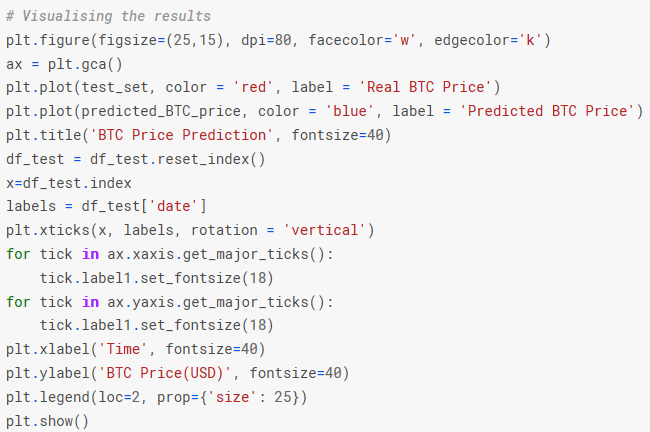 # Visualising the results
plt.figure(figsize=(25,15), dpi=80, facecolor='w', edgecolor='k')
ax = plt.gca()
plt.plot(test_set, color = 'red', label = 'Real BTC Price')
plt.plot(predicted_BTC_price, color = 'blue', label = 'Predicted BTC Price')
plt.title('BTC Price Prediction', fontsize=40)
df_test = df_test.reset_index()
x=df_test.index
labels = df_test['date']
plt.xticks(x, labels, rotation = 'vertical')
for tick in ax.xaxis.get_major_ticks():
    tick.label1.set_fontsize(18)
for tick in ax.yaxis.get_major_ticks():
    tick.label1.set_fontsize(18)
plt.xlabel('Time', fontsize=40)
plt.ylabel('BTC Price(USD)', fontsize=40)
plt.legend(loc=2, prop={'size': 25})
plt.show()